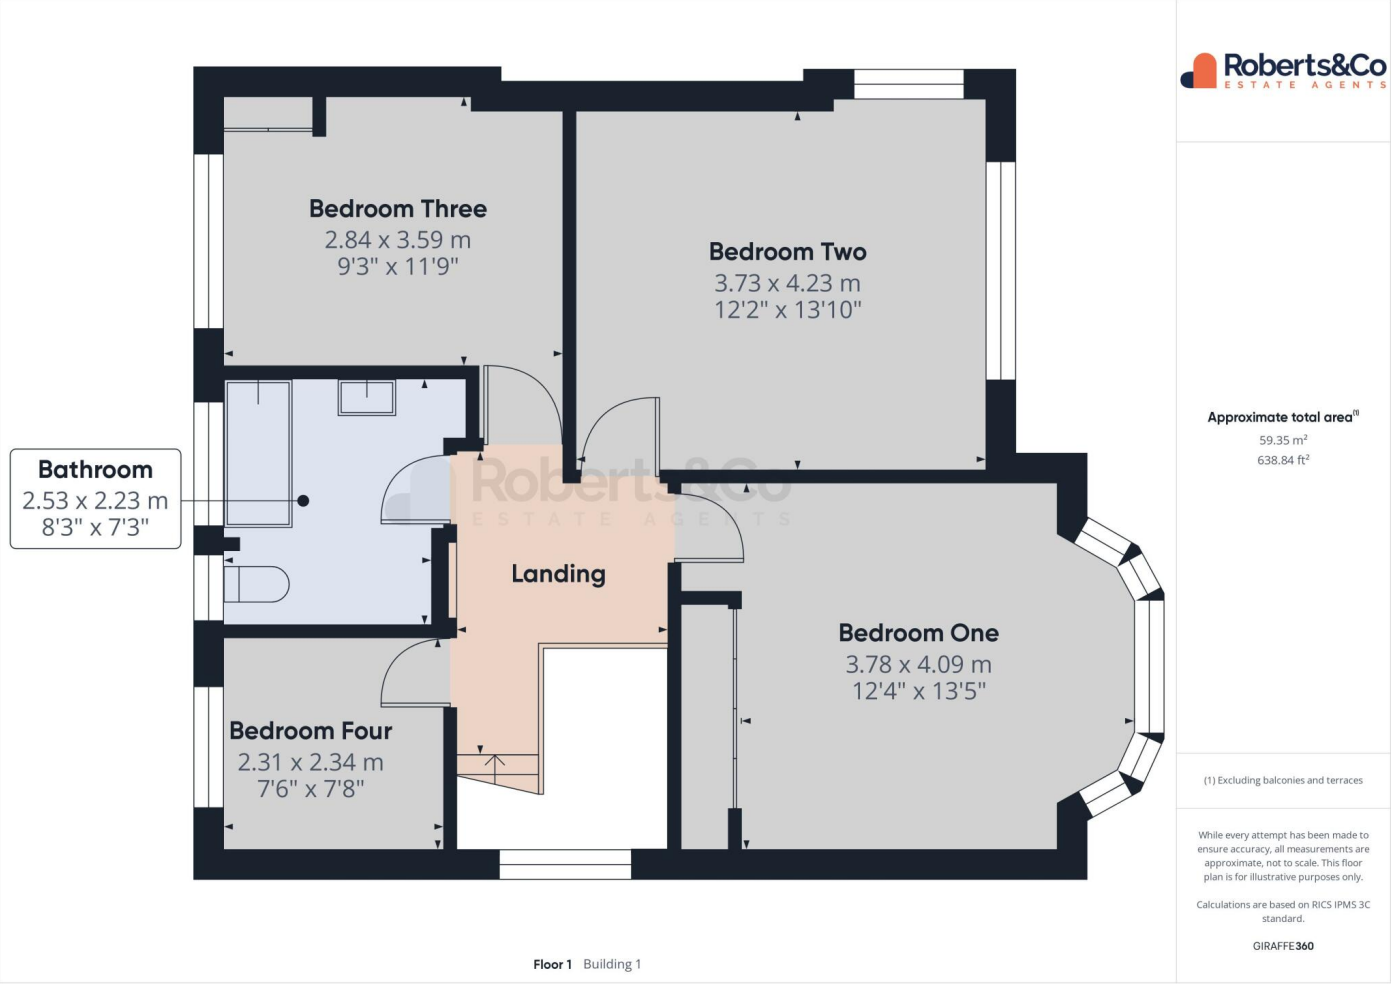 Roberts&Co
ESTATE AGENTS
Bedroom Three
2.84 x 3.59 m
9'3" x 11'9"
Bedroom Two
3.73 x 4.23 m
12'2" x 13'10"
Bathroom
2.53 x 2.23 m
8'3" x 7'3"
Roberts&Co
ESTATE AGENTS
Landing
Bedroom One
3.78 x 4.09 m
12'4" x 13'5"
Bedroom Four
2.31 x 2.34 m
7'6" x 7'8"
Approximate total area(1)
59.35 m²
638.84 ft²
(1) Excluding balconies and terraces
While every attempt has been made to
ensure accuracy, all measurements are
approximate, not to scale. This floor
plan is for illustrative purposes only.
Calculations are based on RICS IPMS 3C
standard.
GIRAFFE360
Floor 1 Building 1